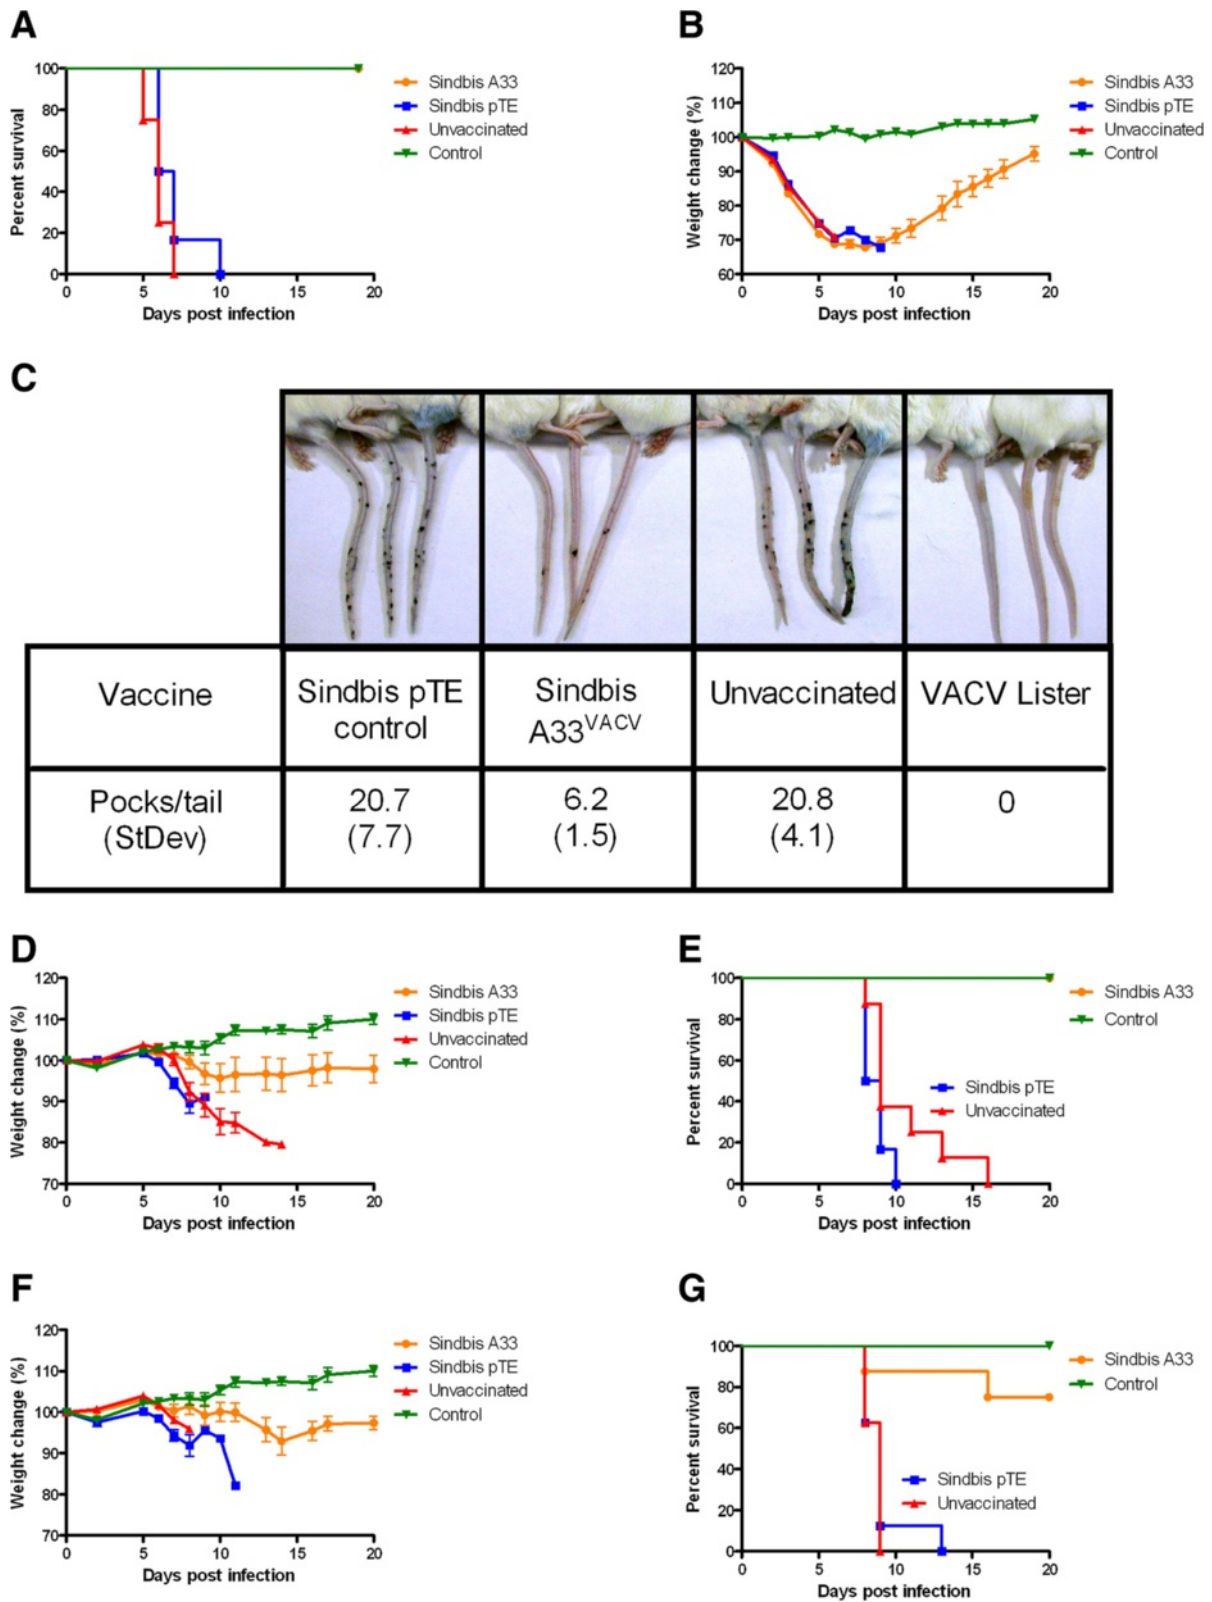 A
100
80
60
40
20
0
Percent survival
0 5 10 15 20
Days post infection
Sindbis A33
Sindbis pTE
Unvaccinated
Control
B
120
110
100
90
80
70
60
Weight change (%)
0 5 10 15 20
Days post infection
Sindbis A33
Sindbis pTE
Unvaccinated
Control
C
Vaccine
Sindbis pTE
control
Sindbis
A33VACV
Unvaccinated
VACV Lister
Pocks/tail
(StDev)
20.7
(7.7)
6.2
(1.5)
20.8
(4.1)
0
D
120
110
100
90
80
70
Weight change (%)
0 5 10 15 20
Days post infection
Sindbis A33
Sindbis pTE
Unvaccinated
Control
E
100
80
60
40
20
0
Percent survival
0 5 10 15 20
Days post infection
Sindbis A33
Control
Sindbis pTE
Unvaccinated
F
120
110
100
90
80
70
Weight change (%)
0 5 10 15 20
Days post infection
Sindbis A33
Sindbis pTE
Unvaccinated
Control
G
100
80
60
40
20
0
Percent survival
0 5 10 15 20
Days post infection
Sindbis A33
Control
Sindbis pTE
Unvaccinated